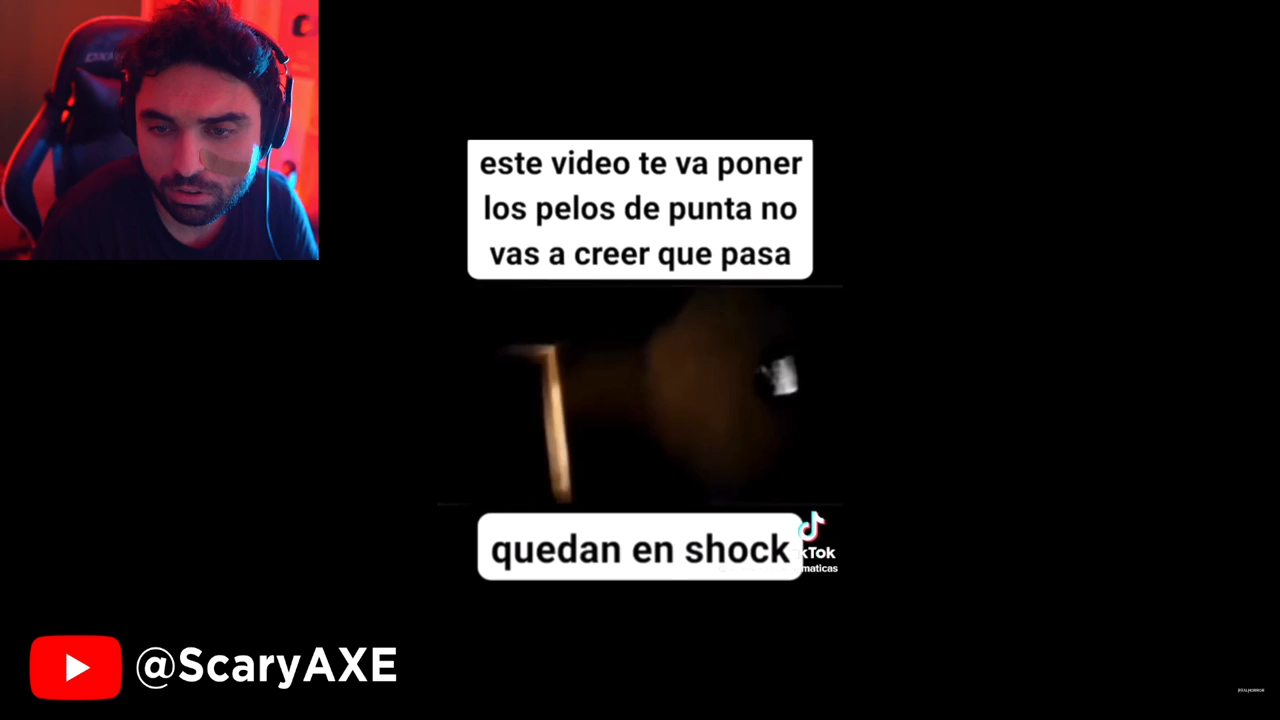 este video te va poner
los pelos de punta no
vas a creer que pasa
quedan en shock
kTok
maticas
@ScaryAXE